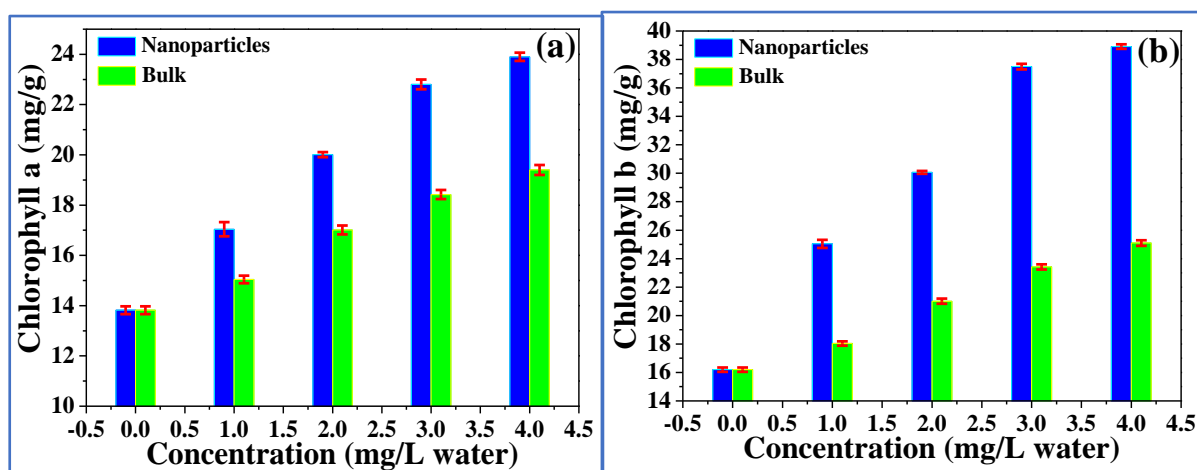 Nanoparticles
Bulk
(a)
Chlorophyll a (mg/g)
24
22
20
18
16
14
12
10
-0.5 0.0 0.5 1.0 1.5 2.0 2.5 3.0 3.5 4.0 4.5
Concentration (mg/L water)
Nanoparticles
Bulk
(b)
Chlorophyll b (mg/g)
40
38
36
34
32
30
28
26
24
22
20
18
16
14
-0.5 0.0 0.5 1.0 1.5 2.0 2.5 3.0 3.5 4.0 4.5
Concentration (mg/L water)